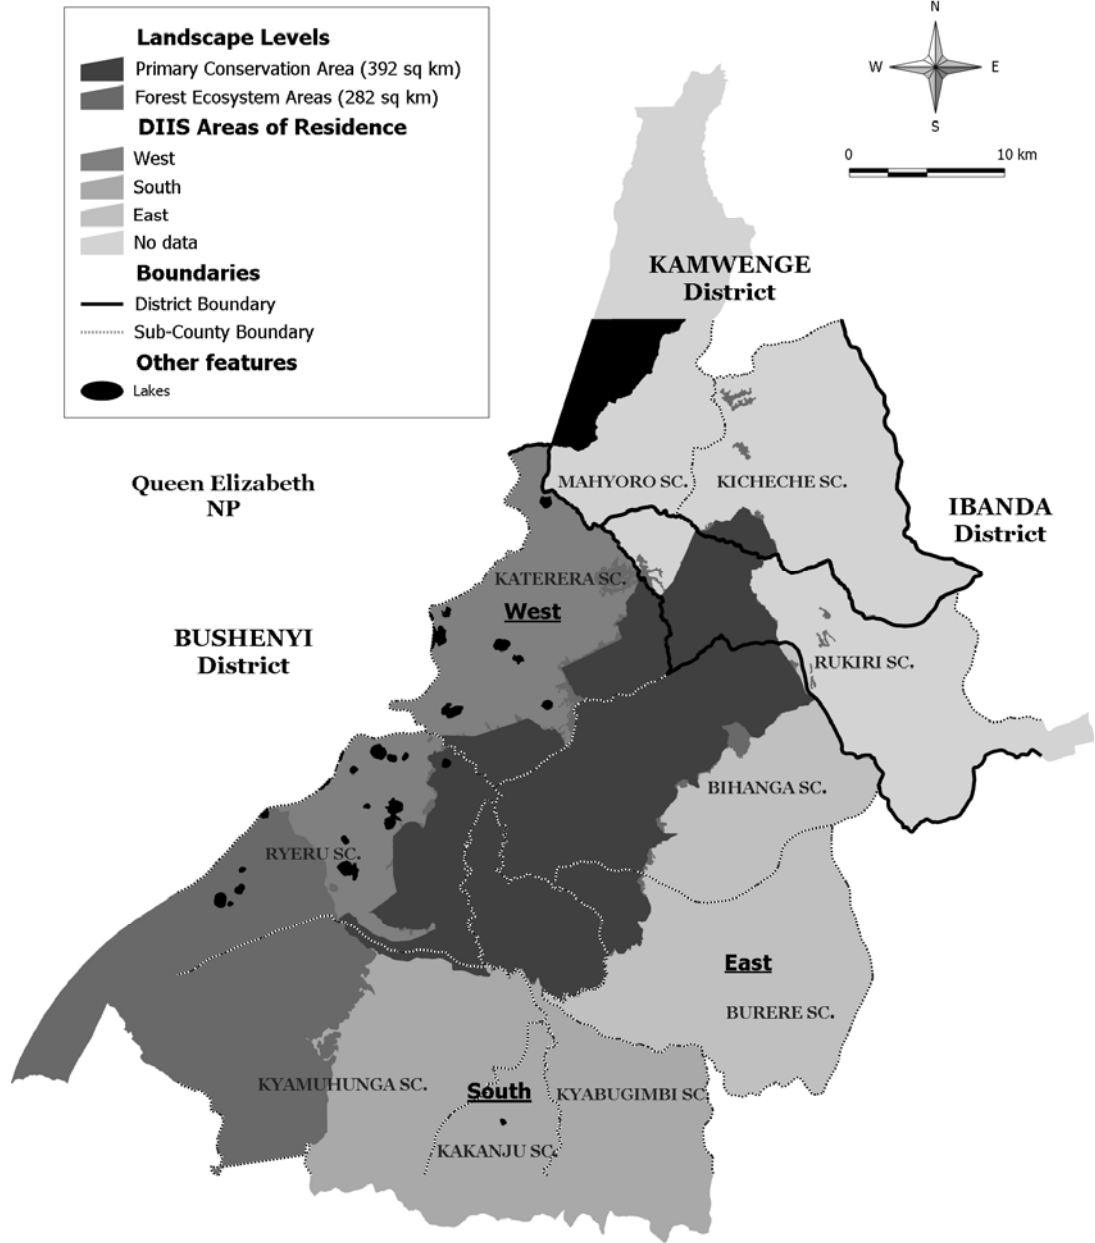 Landscape Levels
Primary Conservation Area (392 sq km)
Forest Ecosystem Areas (282 sq km)
DIIS Areas of Residence
West
South
East
No data
Boundaries
District Boundary
Sub-County Boundary
Other features
Lakes
N
W E
S
0 10 km
KAMWENGE
District
Queen Elizabeth
NP
MAHYORO SC.
KICHECHE SC.
IBANDA
District
KATERERA SC.
West
BUSHENYI
District
RUKIRI SC.
BIHANGA SC.
RYERU SC.
East
BURERE SC.
KYAMUHUNGA SC.
South
KYABUGIMBI SC.
KAKANJU SC.